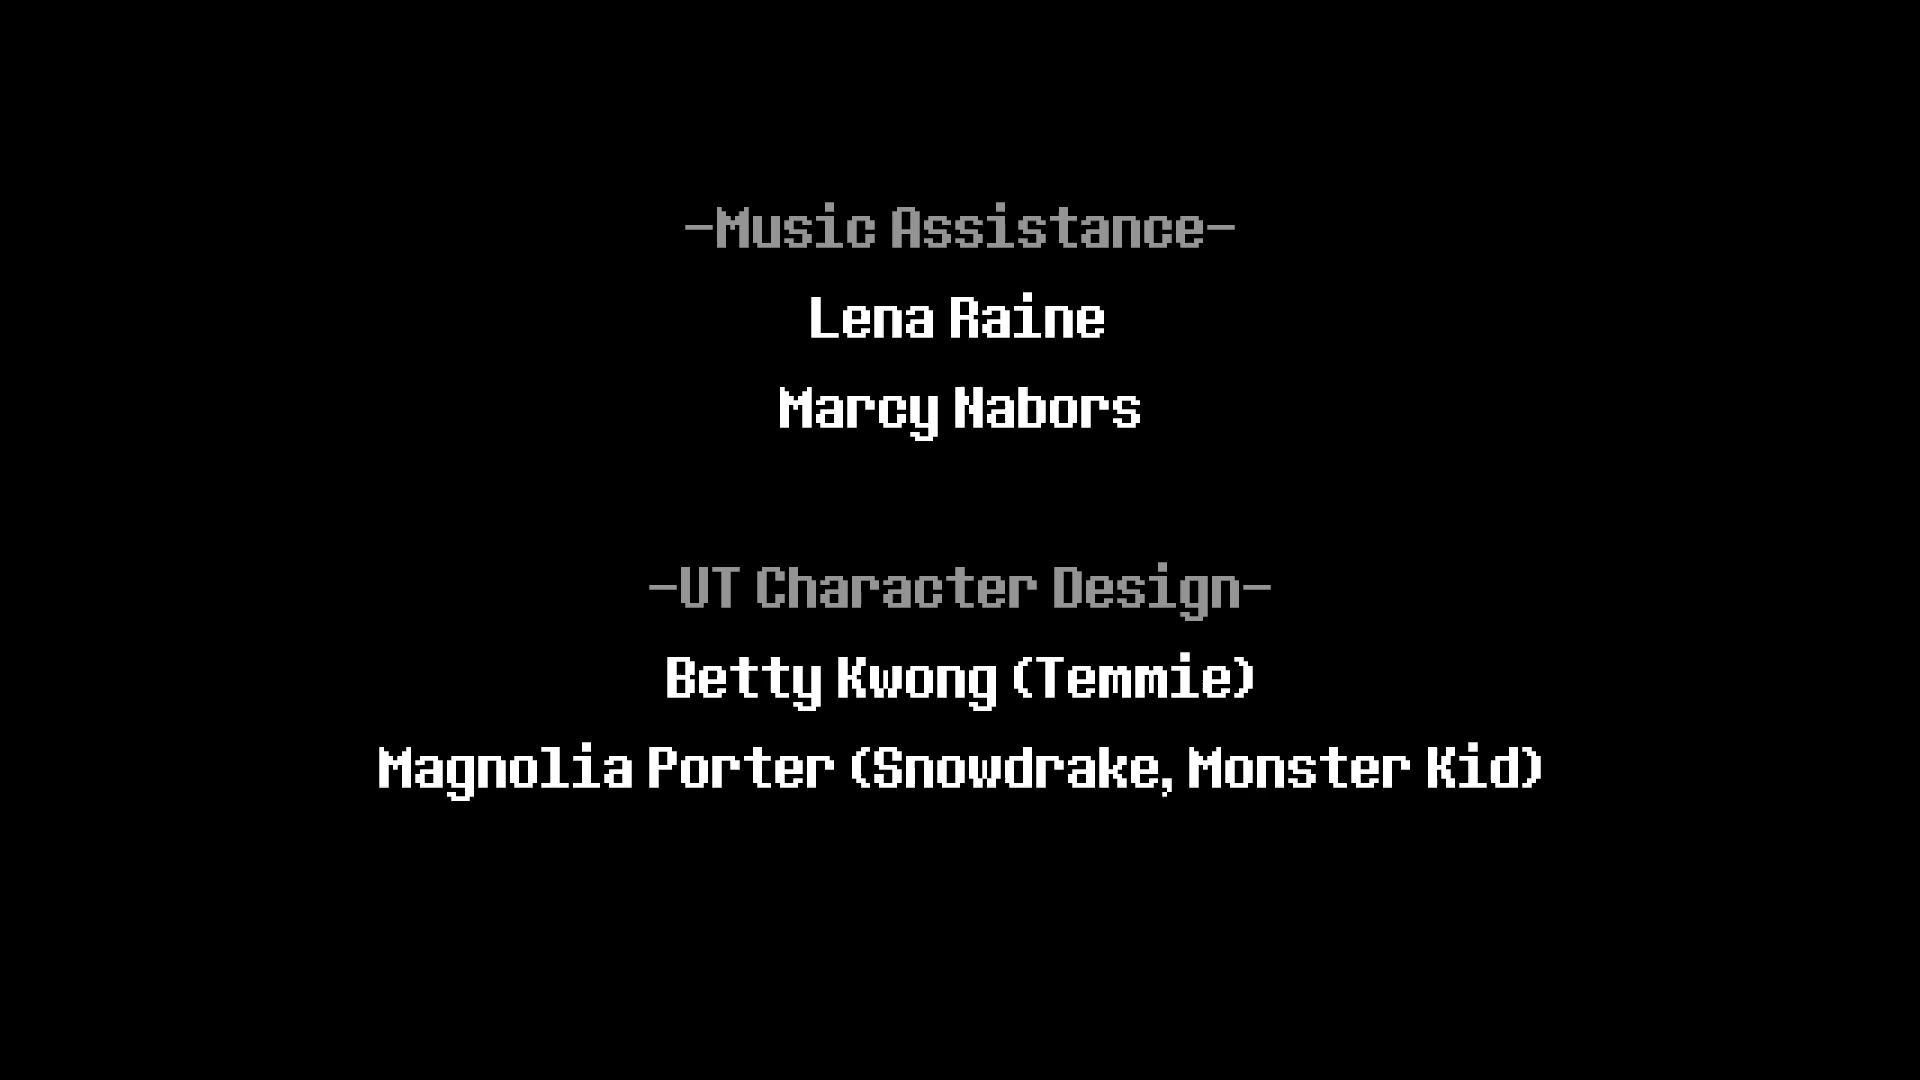 -Music Assistance-
Lena Raine
Marcy Nabors
-UT Character Design-
Betty Kwong (Temmie)
Magnolia Porter (Snowdrake, Monster Kid)